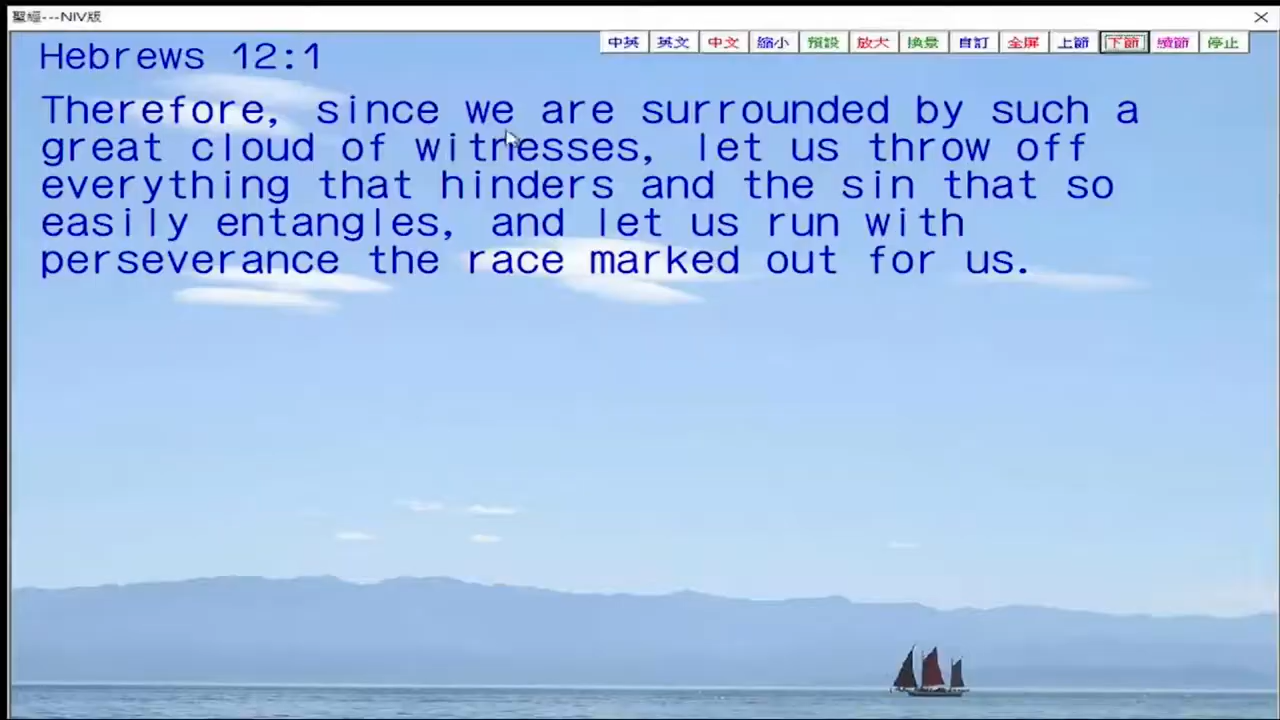 聖經---NIV版
中英 英文 中文 縮小 預設 放大 換景 自訂 全屏 上節 下節 續節 停止
Hebrews 12:1
Therefore, since we are surrounded by such a
great cloud of witnesses, let us throw off
everything that hinders and the sin that so
easily entangles, and let us run with
perseverance the race marked out for us.